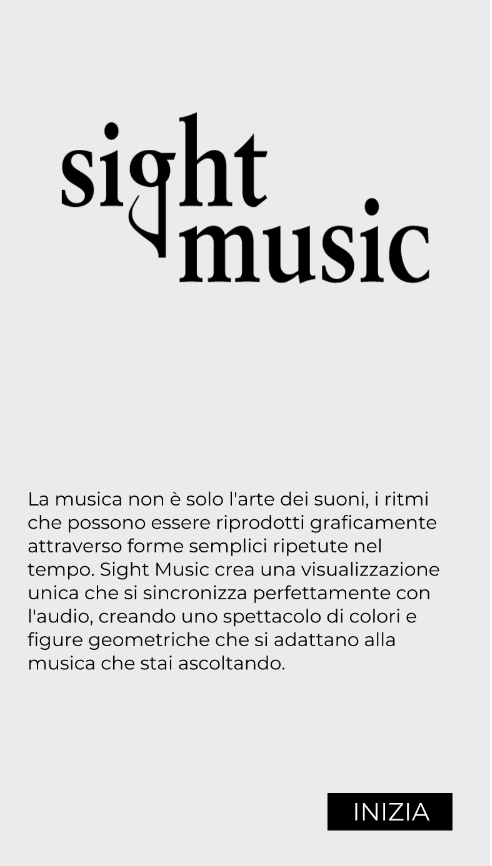 sight
music
La musica non è solo l'arte dei suoni, i ritmi
che possono essere riprodotti graficamente
attraverso forme semplici ripetute nel
tempo. Sight Music crea una visualizzazione
unica che si sincronizza perfettamente con
l'audio, creando uno spettacolo di colori e
figure geometriche che si adattano alla
musica che stai ascoltando.
INIZIA